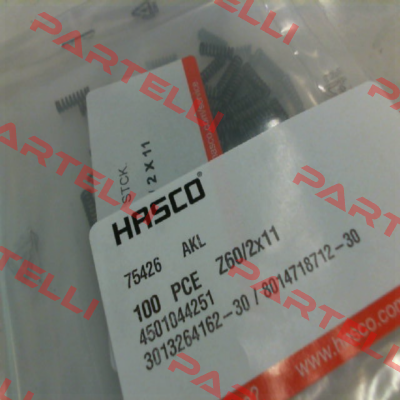 PARTELLI
PARTELLI
PARTELLI
STCK.
/ 2 X 11
HASCO®
75426 AKL
100 PCE Z60/2x11
4501044251
3013264162-30 / 8014718712-30
www.hasco.com